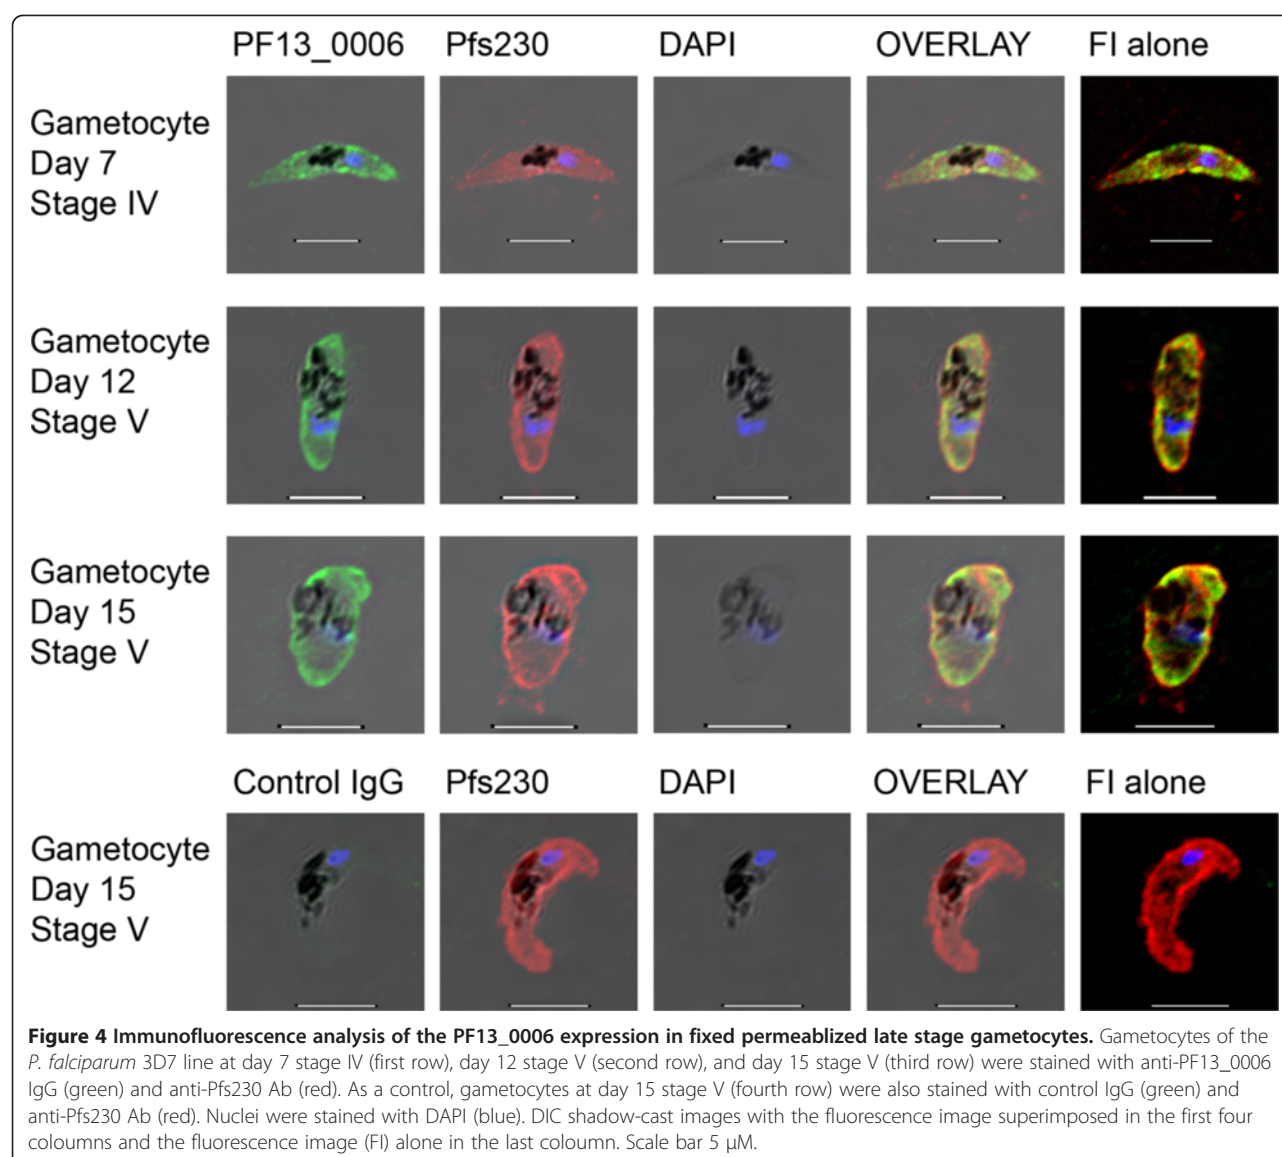 PF13_0006 Pfs230 DAPI OVERLAY FI alone
Gametocyte
Day 7
Stage IV
Gametocyte
Day 12
Stage V
Gametocyte
Day 15
Stage V
Control IgG Pfs230 DAPI OVERLAY FI alone
Gametocyte
Day 15
Stage V
Figure 4 Immunofluorescence analysis of the PF13_0006 expression in fixed permeablized late stage gametocytes. Gametocytes of the
P. falciparum 3D7 line at day 7 stage IV (first row), day 12 stage V (second row), and day 15 stage V (third row) were stained with anti-PF13_0006
IgG (green) and anti-Pfs230 Ab (red). As a control, gametocytes at day 15 stage V (fourth row) were also stained with control IgG (green) and
anti-Pfs230 Ab (red). Nuclei were stained with DAPI (blue). DIC shadow-cast images with the fluorescence image superimposed in the first four
coloumns and the fluorescence image (FI) alone in the last coloumn. Scale bar 5 μM.